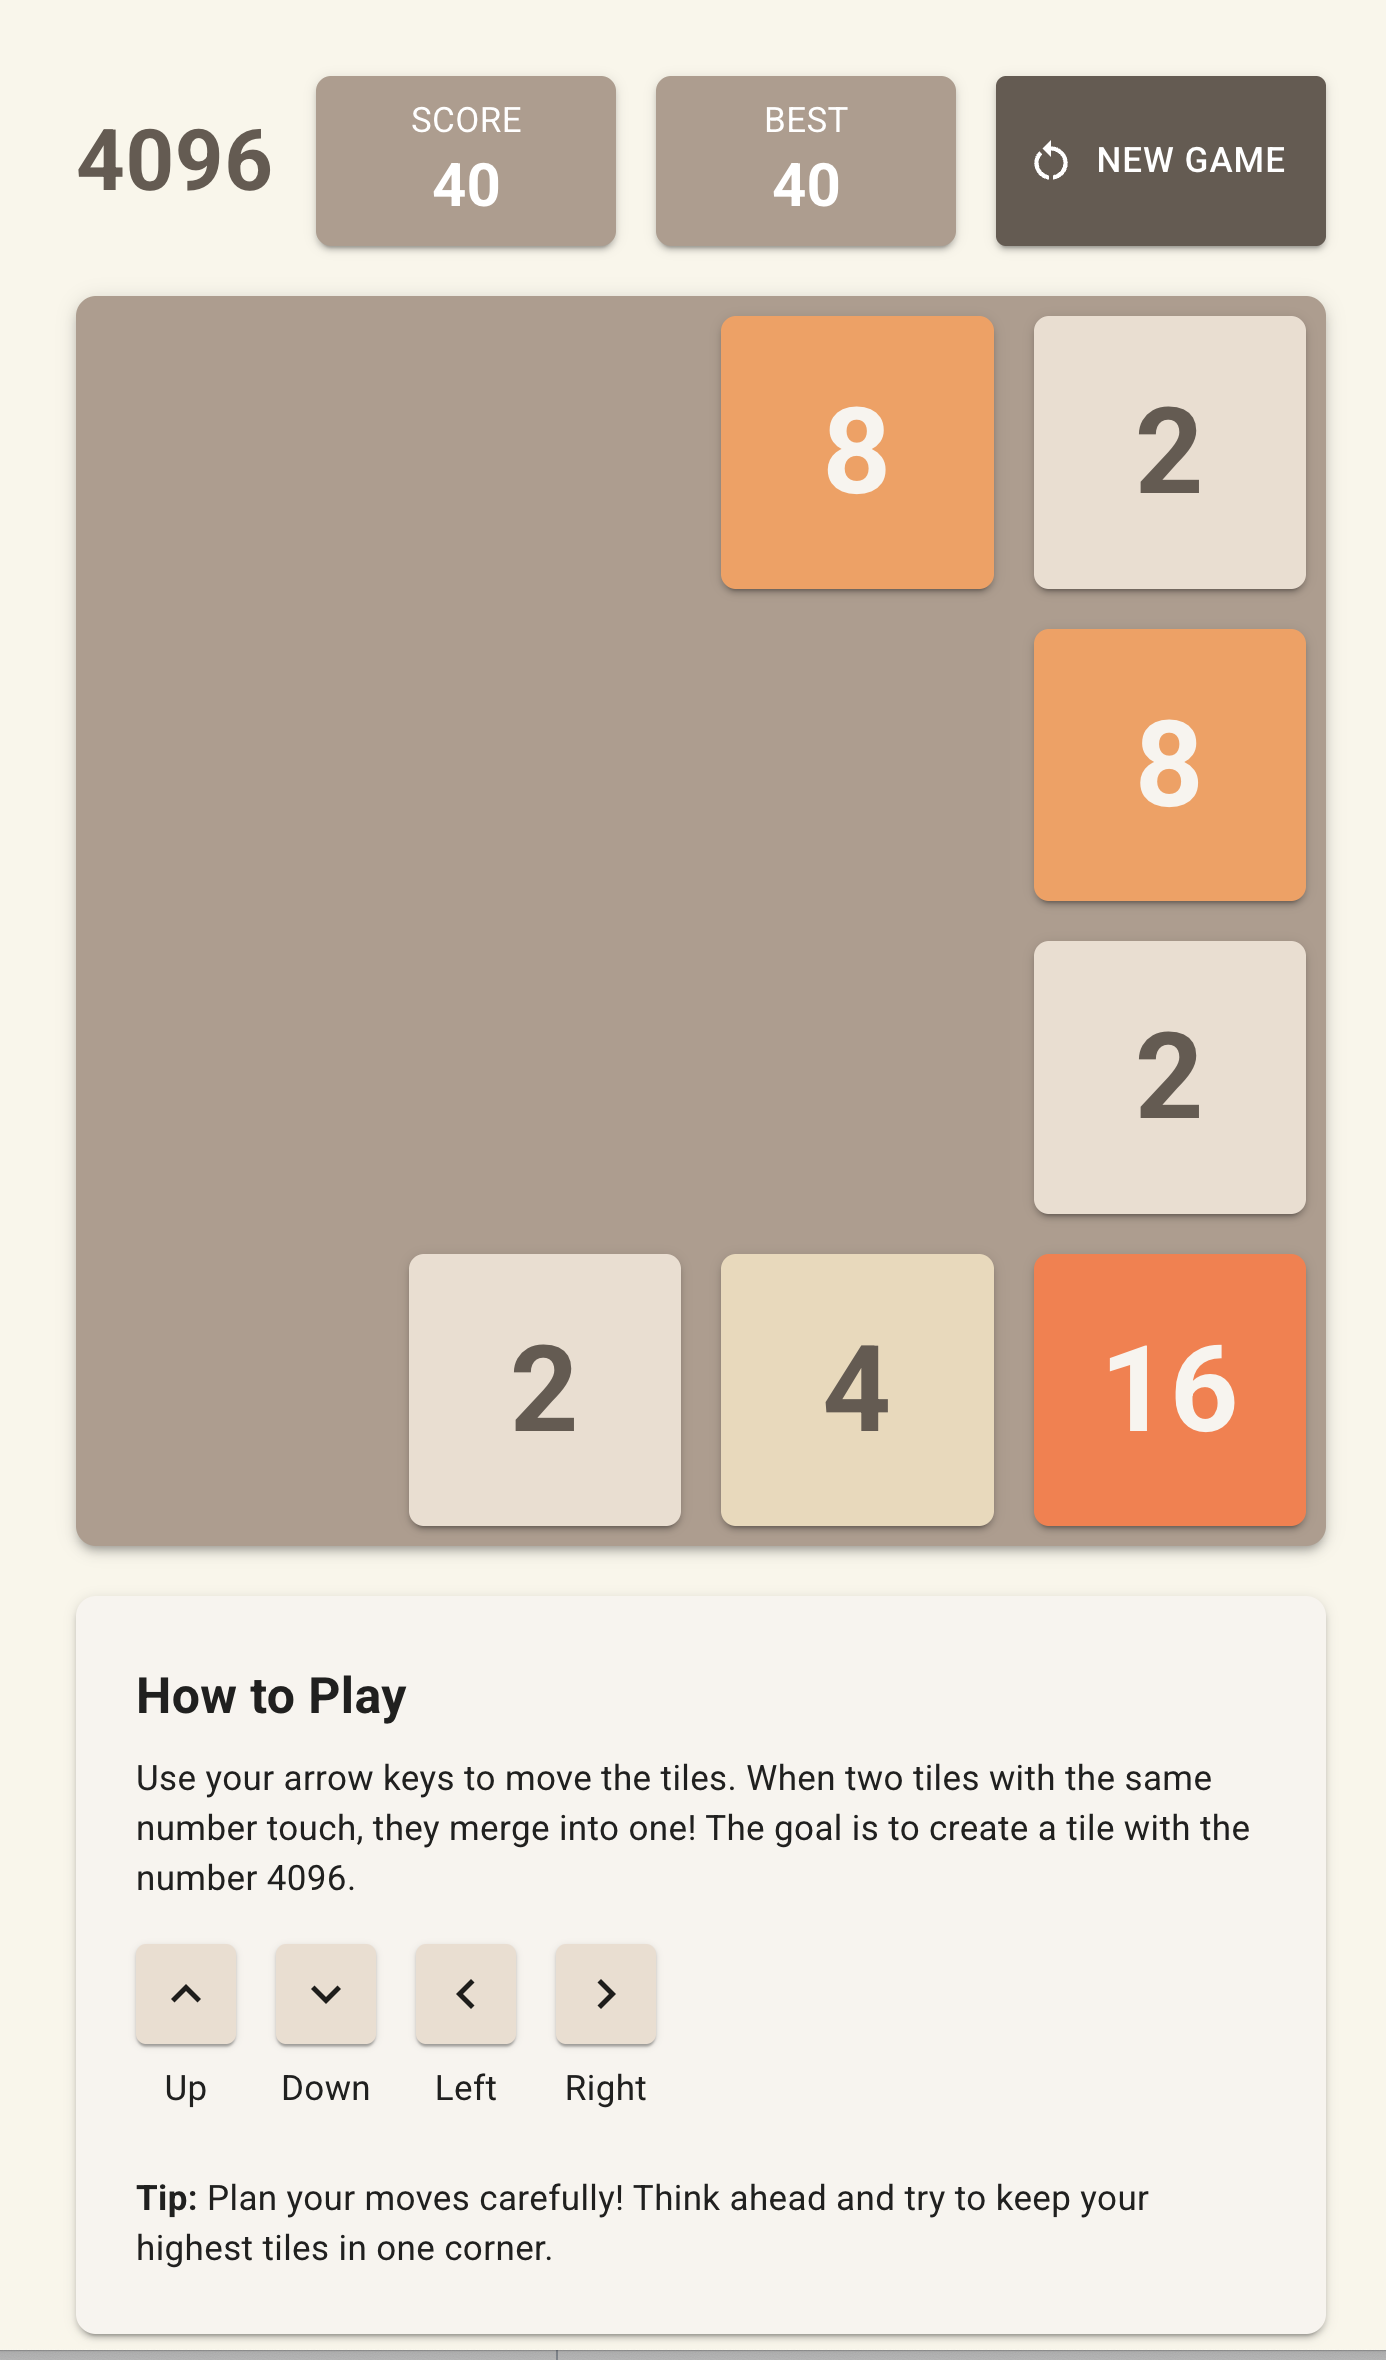 4096
SCORE
40
BEST
40
NEW GAME
8 2
8
2
2 4 16
How to Play
Use your arrow keys to move the tiles. When two tiles with the same
number touch, they merge into one! The goal is to create a tile with the
number 4096.
Up Down Left Right
Tip: Plan your moves carefully! Think ahead and try to keep your
highest tiles in one corner.